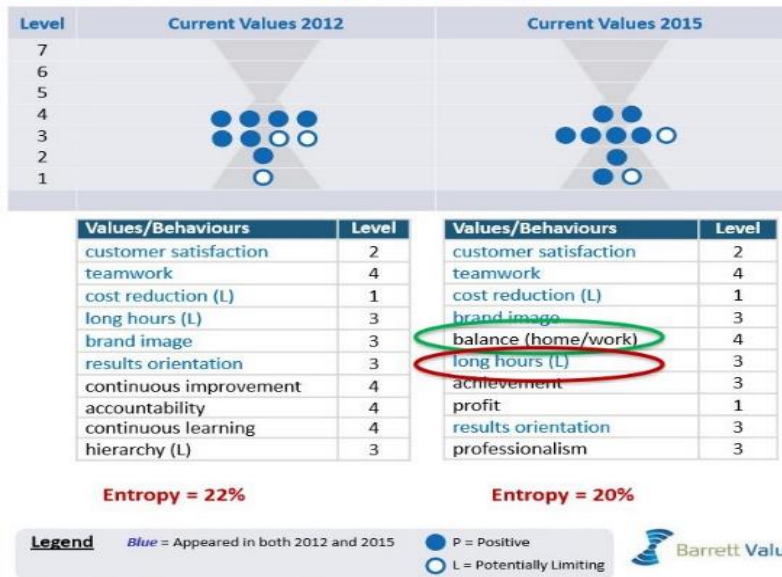 Level Current Values 2012 Current Values 2015
7
6
5
4
3
2
1
Values/Behaviours Level
customer satisfaction 2
teamwork 4
cost reduction (L) 1
long hours (L) 3
brand image 3
results orientation 3
continuous improvement 4
accountability 4
continuous learning 4
hierarchy (L) 3
Entropy = 22%
Values/Behaviours Level
customer satisfaction 2
teamwork 4
cost reduction (L) 1
brand image 3
balance (home/work) 4
long hours (L) 3
achievement 3
profit 1
results orientation 3
professionalism 3
Entropy = 20%
Legend Blue = Appeared in both 2012 and 2015 P = Positive
L = Potentially Limiting
Barrett Valu